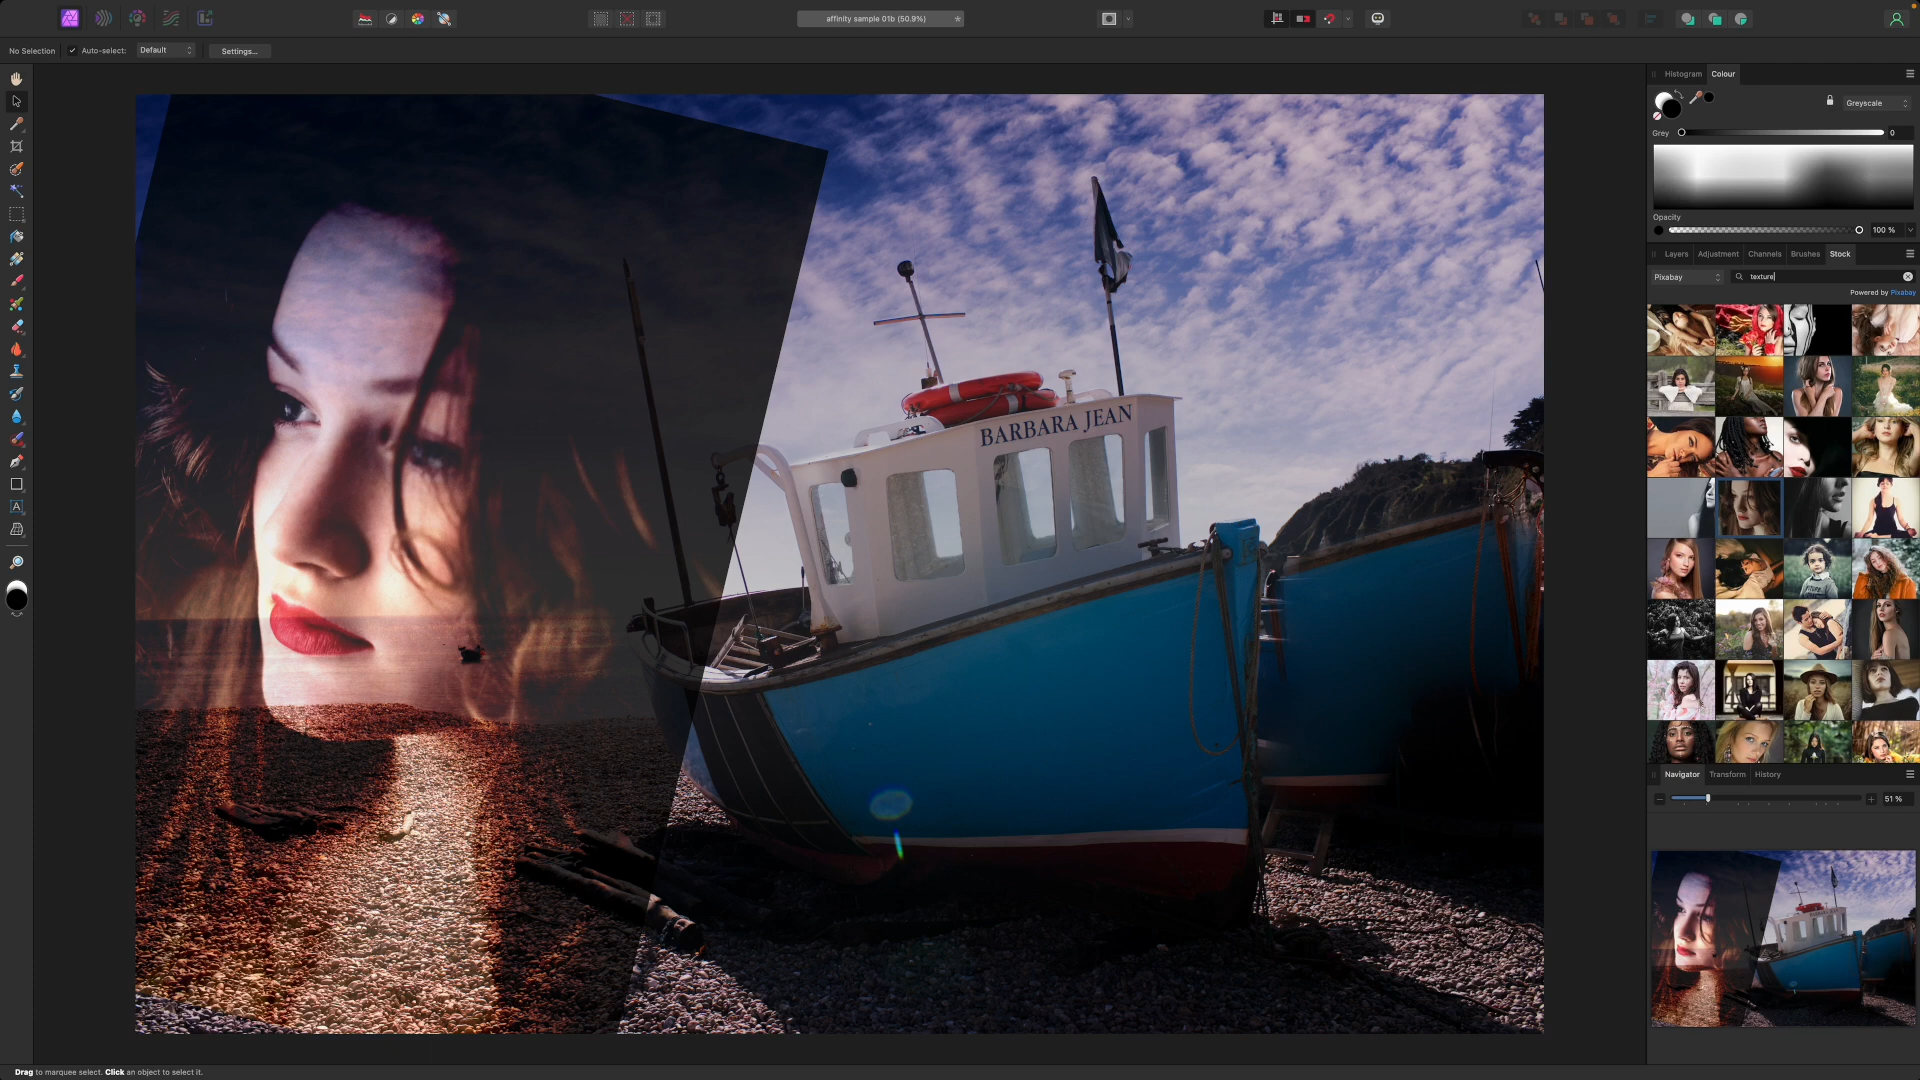 affinity sample 01b (50.9%)
No Selection
Auto-select:
Default
Settings...
Histogram
Colour
Greyscale
Grey
0
Opacity
100 %
Layers
Adjustment
Channels
Brushes
Stock
Pixabay
texture
Powered by Pixabay
BARBARA JEAN
A
Navigator
Transform
History
51 %
Drag to marquee select. Click an object to select it.